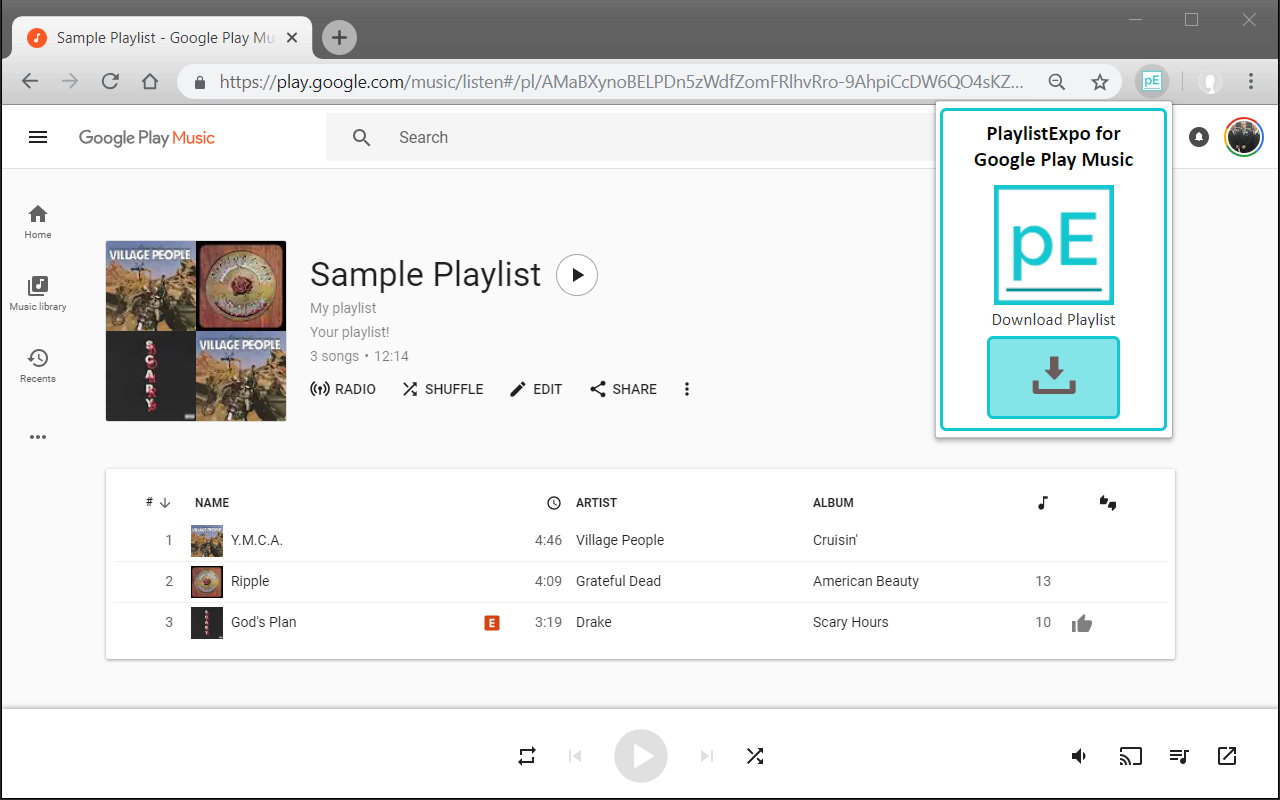 Sample Playlist - Google Play Mu
https://play.google.com/music/listen#/pl/AMaBXynoBELPDn5zWdfZomFRlhvRro-9AhpiCcDW6QO4sKZ...
pE
Google Play Music
Search
PlaylistExpo for
Google Play Music
pE
Download Playlist
Home
Music library
Recents
VILLAGE PEOPLE
SCARY
VILLAGE PEOPLE
Sample Playlist
My playlist
Your playlist!
3 songs • 12:14
RADIO SHUFFLE EDIT SHARE
# NAME ARTIST ALBUM
1 Y.M.C.A. 4:46 Village People Cruisin'
2 Ripple 4:09 Grateful Dead American Beauty 13
3 God's Plan E 3:19 Drake Scary Hours 10